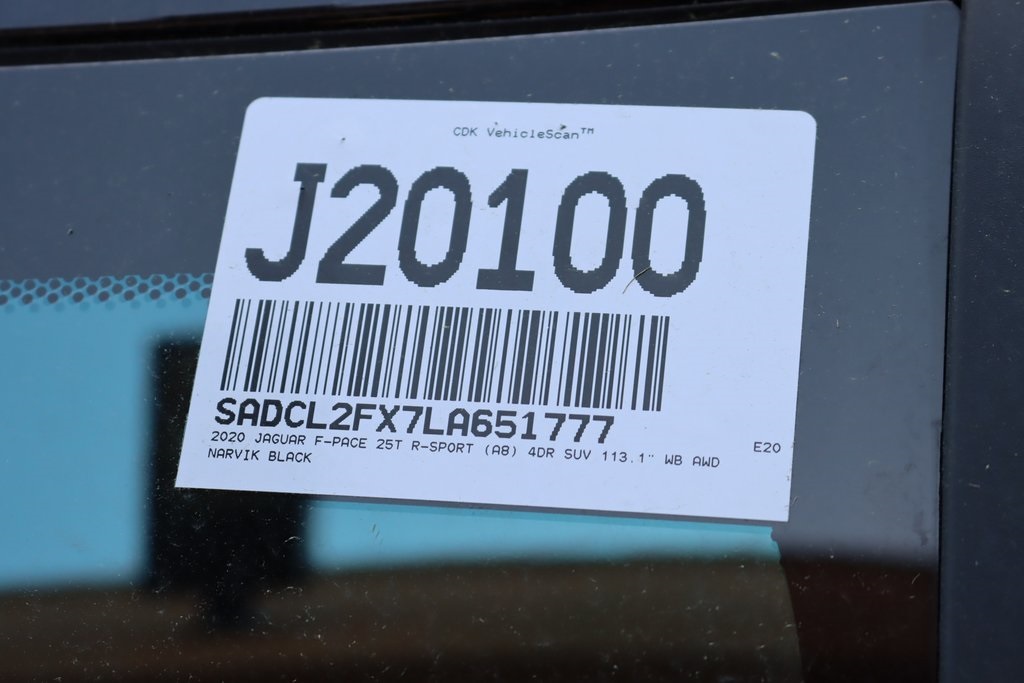 CDK VehicleScan™
J20100
SADCL2FX7LA651777
2020 JAGUAR F-PACE 25T R-SPORT (A8) 4DR SUV 113.1" WB AWD E20
NARVIK BLACK